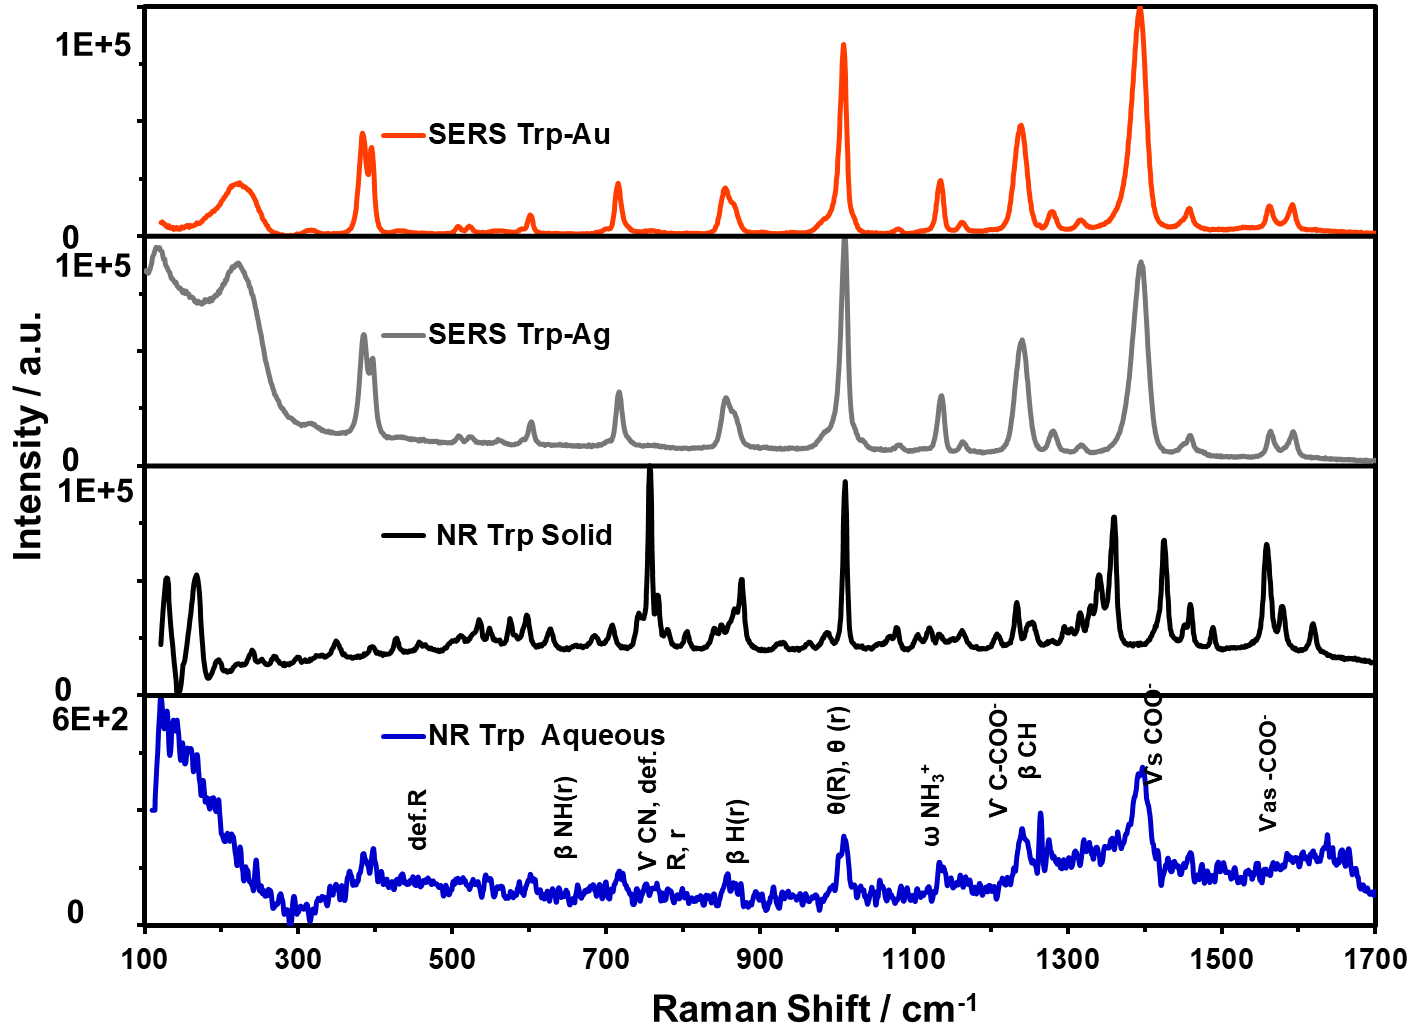 1E+5
SERS Trp-Au
0
1E+5
SERS Trp-Ag
0
1E+5
NR Trp Solid
0
6E+2
NR Trp Aqueous
0
def.R
β NH(r)
V CN, def.
R, r
β H(r)
θ(R), θ (r)
ω NH₃⁺
V C-COO⁻
β CH
Vs COO⁻
Vas -COO⁻
Intensity / a.u.
100 300 500 700 900 1100 1300 1500 1700
Raman Shift / cm⁻¹